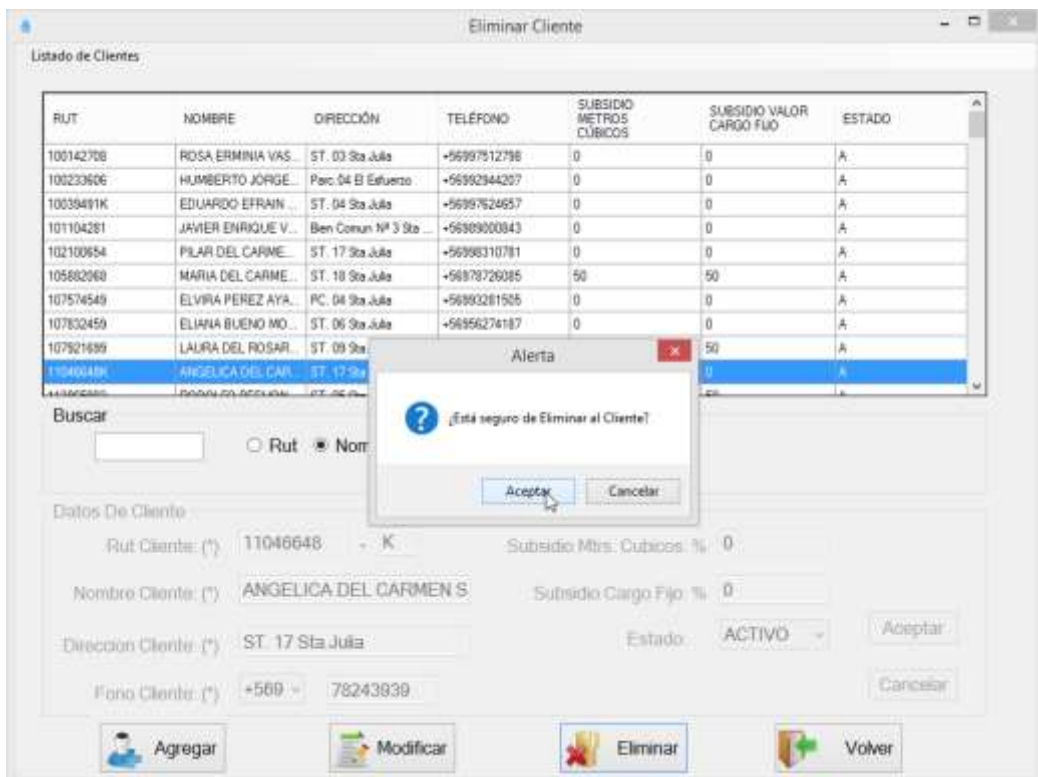 Eliminar Cliente
Listado de Clientes
RUT NOMBRE DIRECCIÓN TELÉFONO SUBSIDIO METROS CÚBICOS SUBSIDIO VALOR CARGO FIJO ESTADO
100142708 ROSA ERMINIA VAS... ST. 03 Sta Julia +56997512798 0 0 A
100233606 HUMBERTO JORGE... Parc. 04 El Esfuerzo +56992944207 0 0 A
10039491K EDUARDO EFRAIN ... ST. 04 Sta Julia +56997624657 0 0 A
101104281 JAVIER ENRIQUE V... Bien Comun Nº 3 Sta ... +56989000843 0 0 A
102100654 PILAR DEL CARME... ST. 17 Sta Julia +56998310781 0 0 A
105882060 MARIA DEL CARME... ST. 18 Sta Julia +56978726085 50 50 A
107574549 ELVIRA PEREZ AYA... PC. 04 Sta Julia +56993281505 0 0 A
107832459 ELIANA BUENO MO... ST. 06 Sta Julia +56956274187 0 0 A
107921699 LAURA DEL ROSAR... ST. 09 Sta 50 A
11046648K ANGELICA DEL CAR... ST. 17 Sta 0 A
Alerta
¿Está seguro de Eliminar al Cliente?
Aceptar Cancelar
Buscar
Rut Nom
Datos De Cliente
Rut Cliente: (*) 11046648 - K Subsidio Mtrs. Cubicos: % 0
Nombre Cliente: (*) ANGELICA DEL CARMEN S Subsidio Cargo Fijo: % 0
Direccion Cliente: (*) ST. 17 Sta Julia Estado: ACTIVO Aceptar
Fono Cliente: (*) +569 78243939 Cancelar
Agregar Modificar Eliminar Volver